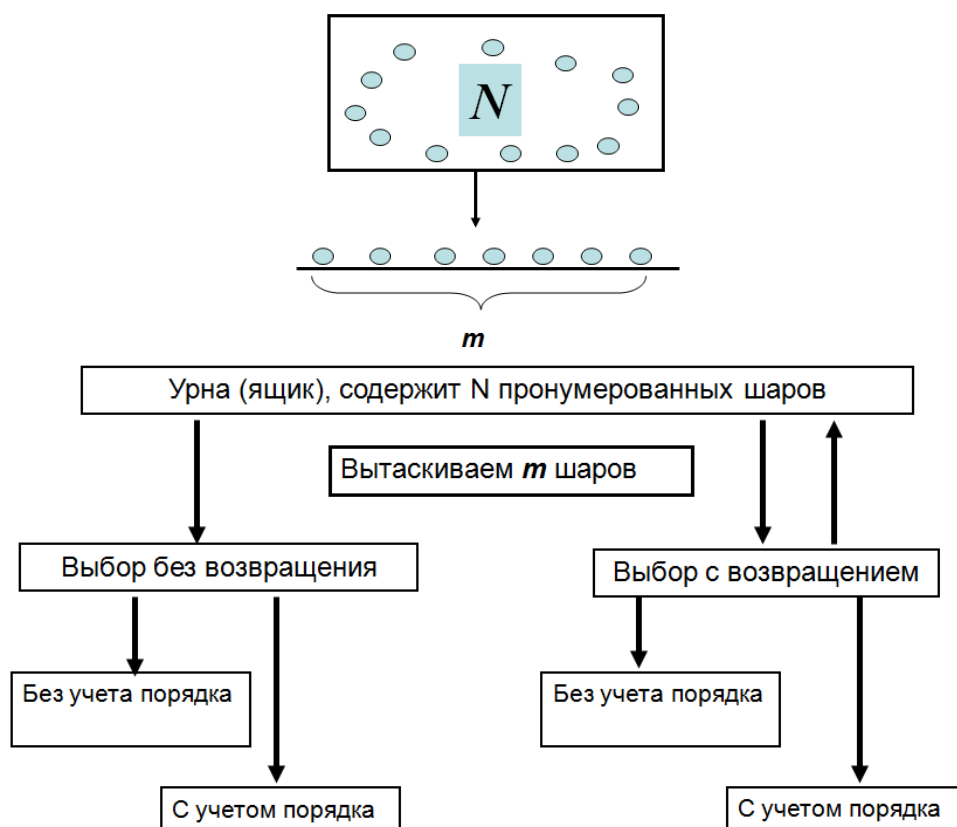 N
m
Урна (ящик), содержит N пронумерованных шаров
Вытаскиваем m шаров
Выбор без возвращения
Выбор с возвращением
Без учета порядка
Без учета порядка
С учетом порядка
С учетом порядка